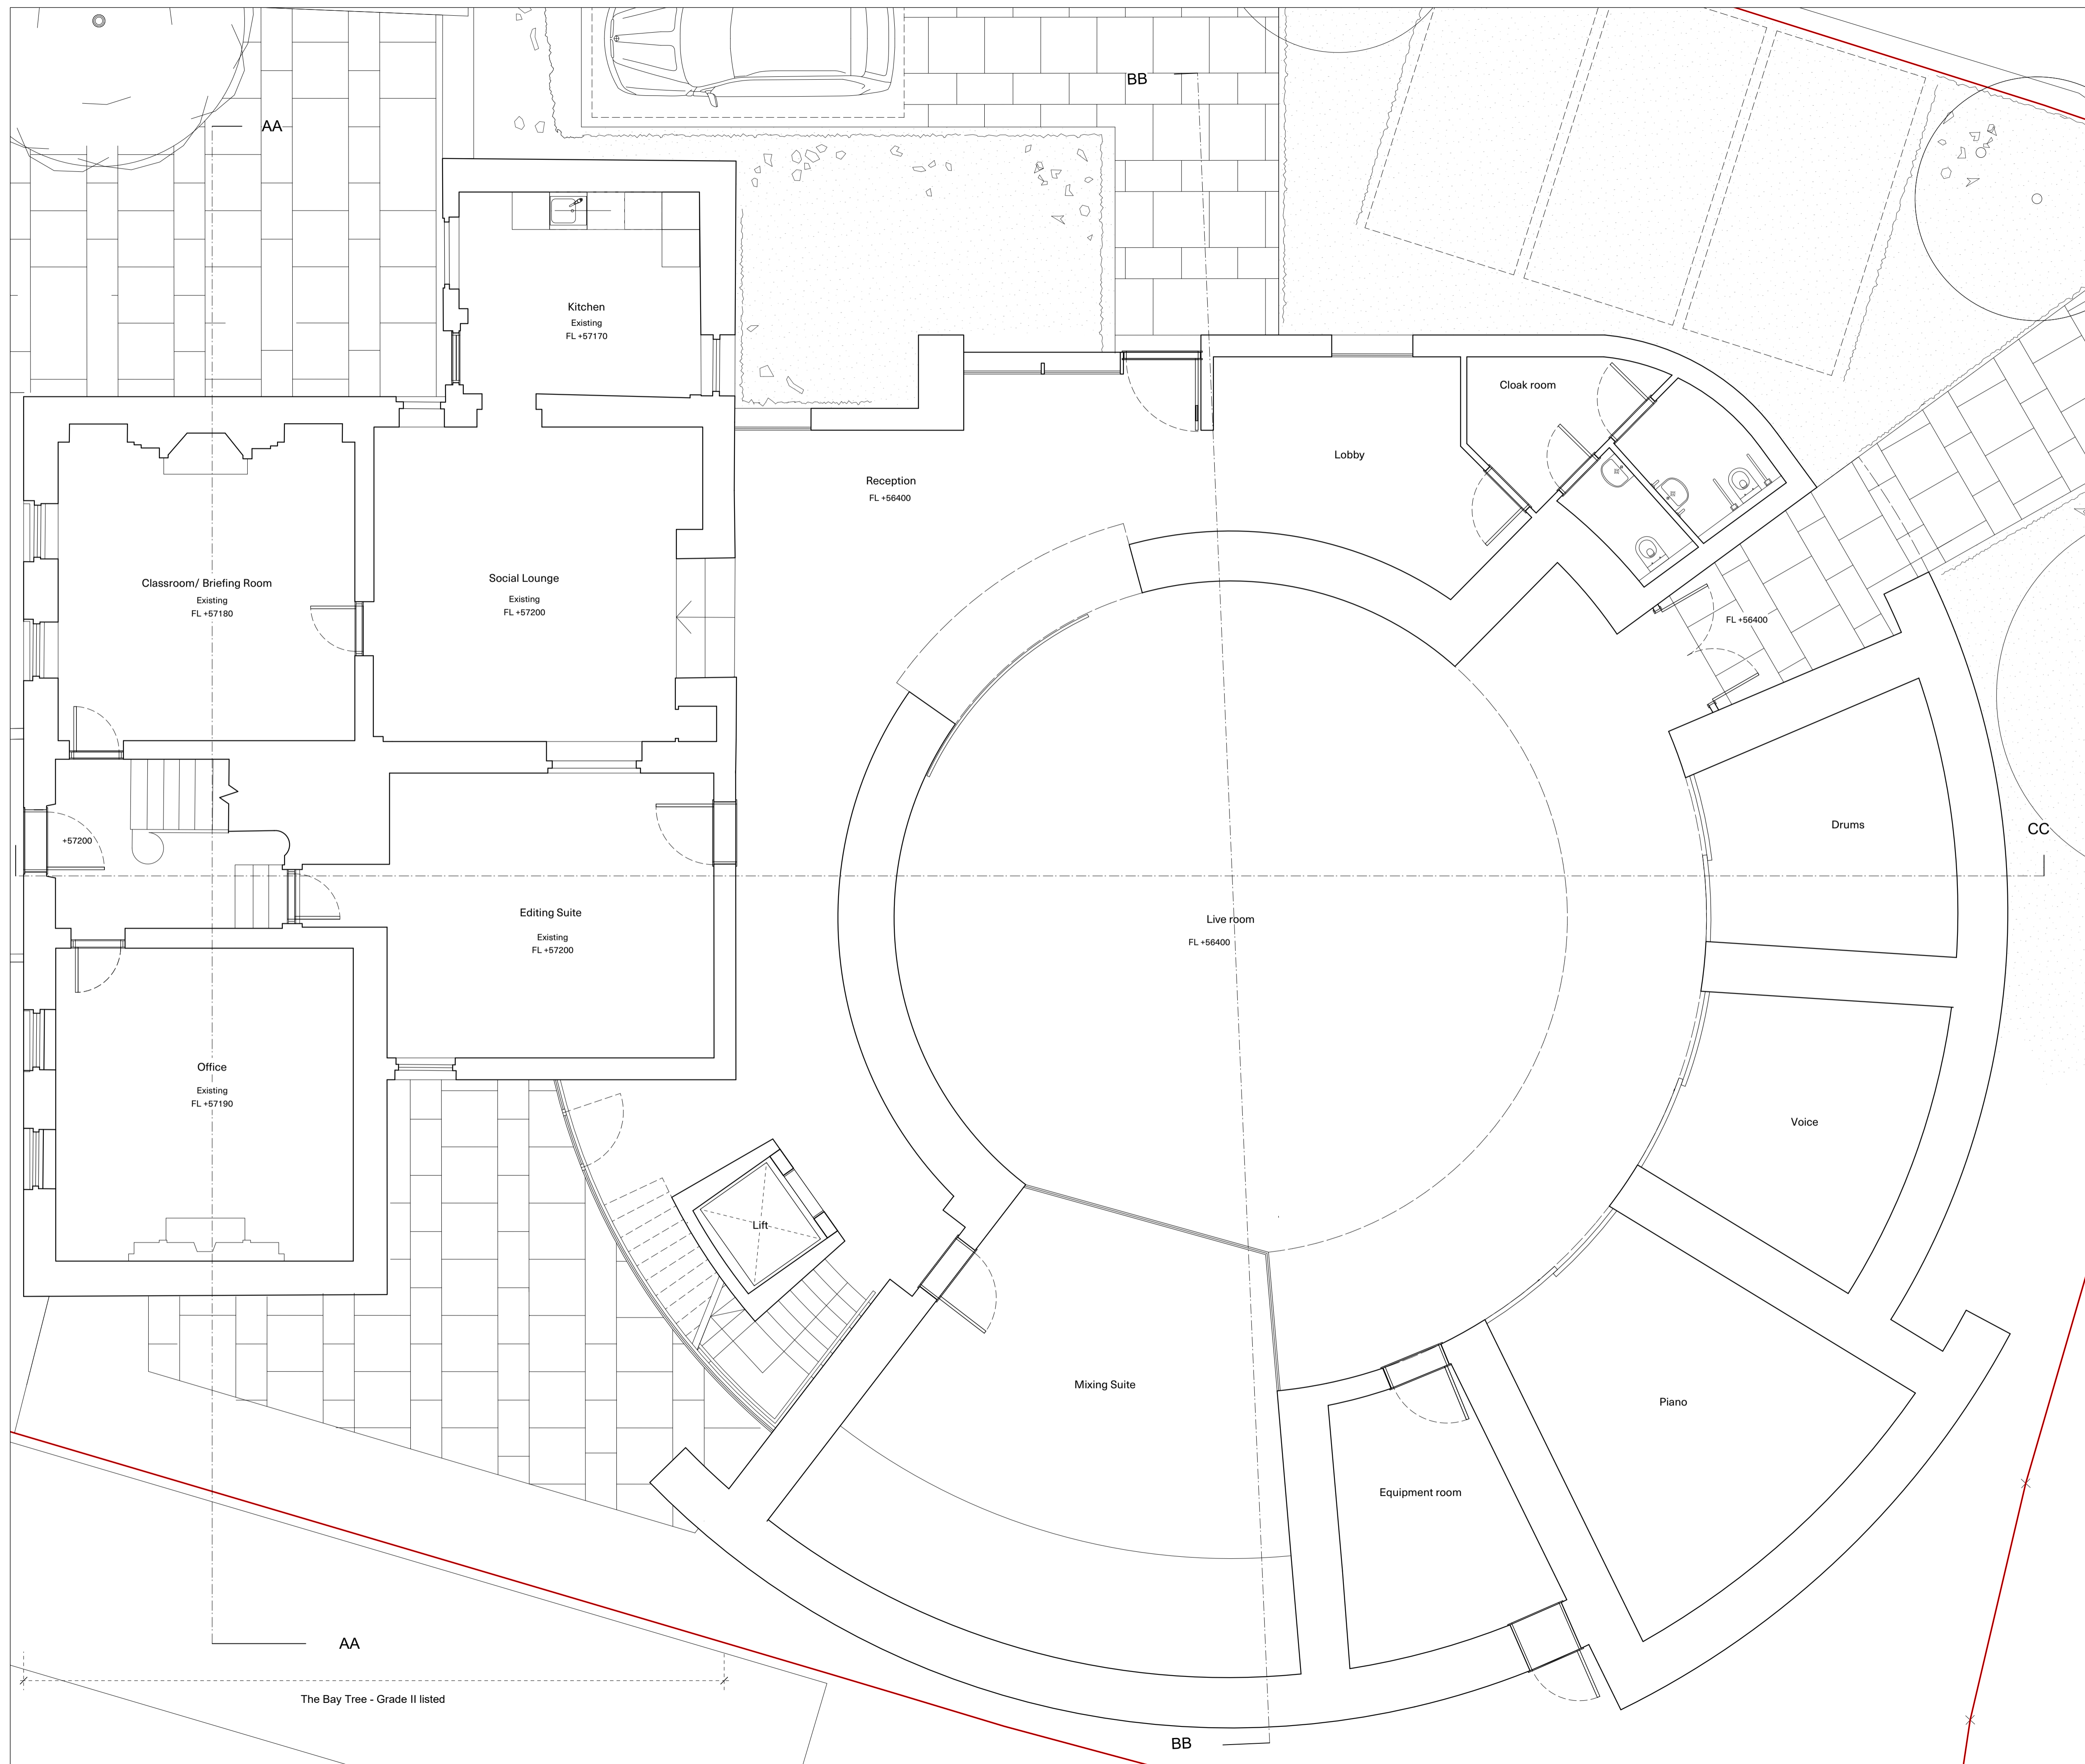 BB
AA
Kitchen
Existing
FL +57170
Cloak room
Lobby
Reception
FL +56400
Classroom/ Briefing Room
Existing
FL +57180
Social Lounge
Existing
FL +57200
FL +56400
Drums
CC
+57200
Editing Suite
Existing
FL +57200
Live room
FL +56400
Office
Existing
FL +57190
Voice
Lift
Mixing Suite
Piano
Equipment room
AA
The Bay Tree - Grade II listed
BB